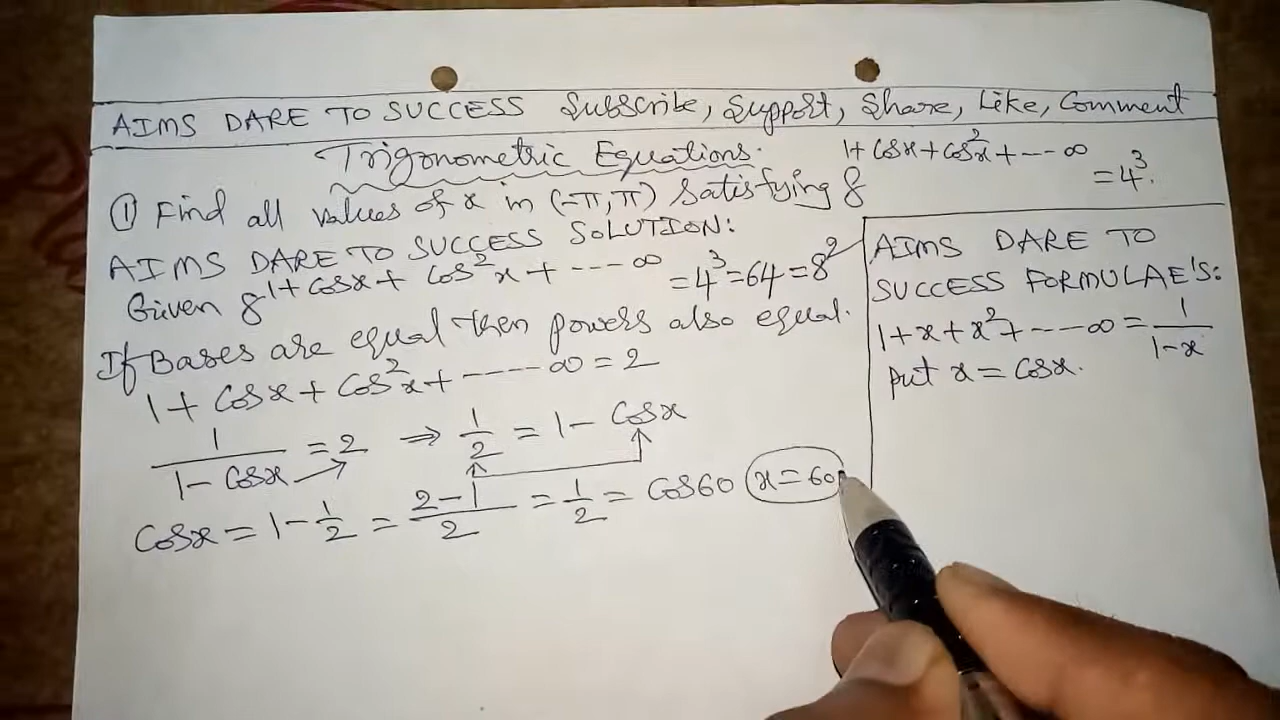 AIMS DARE TO SUCCESS Subscribe, Support, Share, Like, Comment
Trigonometric Equations.
① Find all values of x in (-π, π) satisfying 8^(1+cosx+cos²x+----∞) = 4³.
AIMS DARE TO SUCCESS SOLUTION:
Given 8^(1+cosx+cos²x+----∞) = 4³ = 64 = 8²
If Bases are equal then powers also equal.
1+cosx+cos²x+-----∞ = 2
1/(1-cosx) = 2 ⇒ 1/2 = 1-cosx
cosx = 1-1/2 = (2-1)/2 = 1/2 = cos60 x=60
AIMS DARE TO
SUCCESS FORMULAE'S:
1+x+x²+----∞ = 1/(1-x)
put x = cosx.